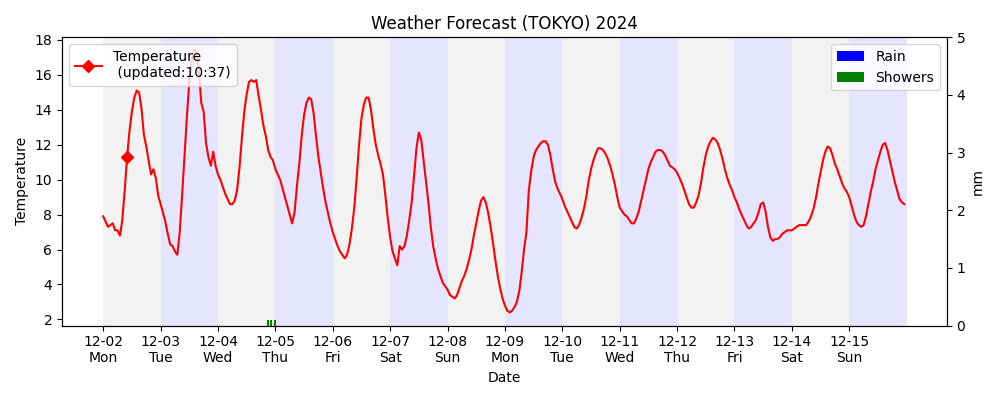 Weather Forecast (TOKYO) 2024
Temperature
(updated:10:37)
Rain
Showers
Temperature
18
16
14
12
10
8
6
4
2
5
4
3
2
1
0
mm
12-02 12-03 12-04 12-05 12-06 12-07 12-08 12-09 12-10 12-11 12-12 12-13 12-14 12-15
Mon Tue Wed Thu Fri Sat Sun Mon Tue Wed Thu Fri Sat Sun
Date